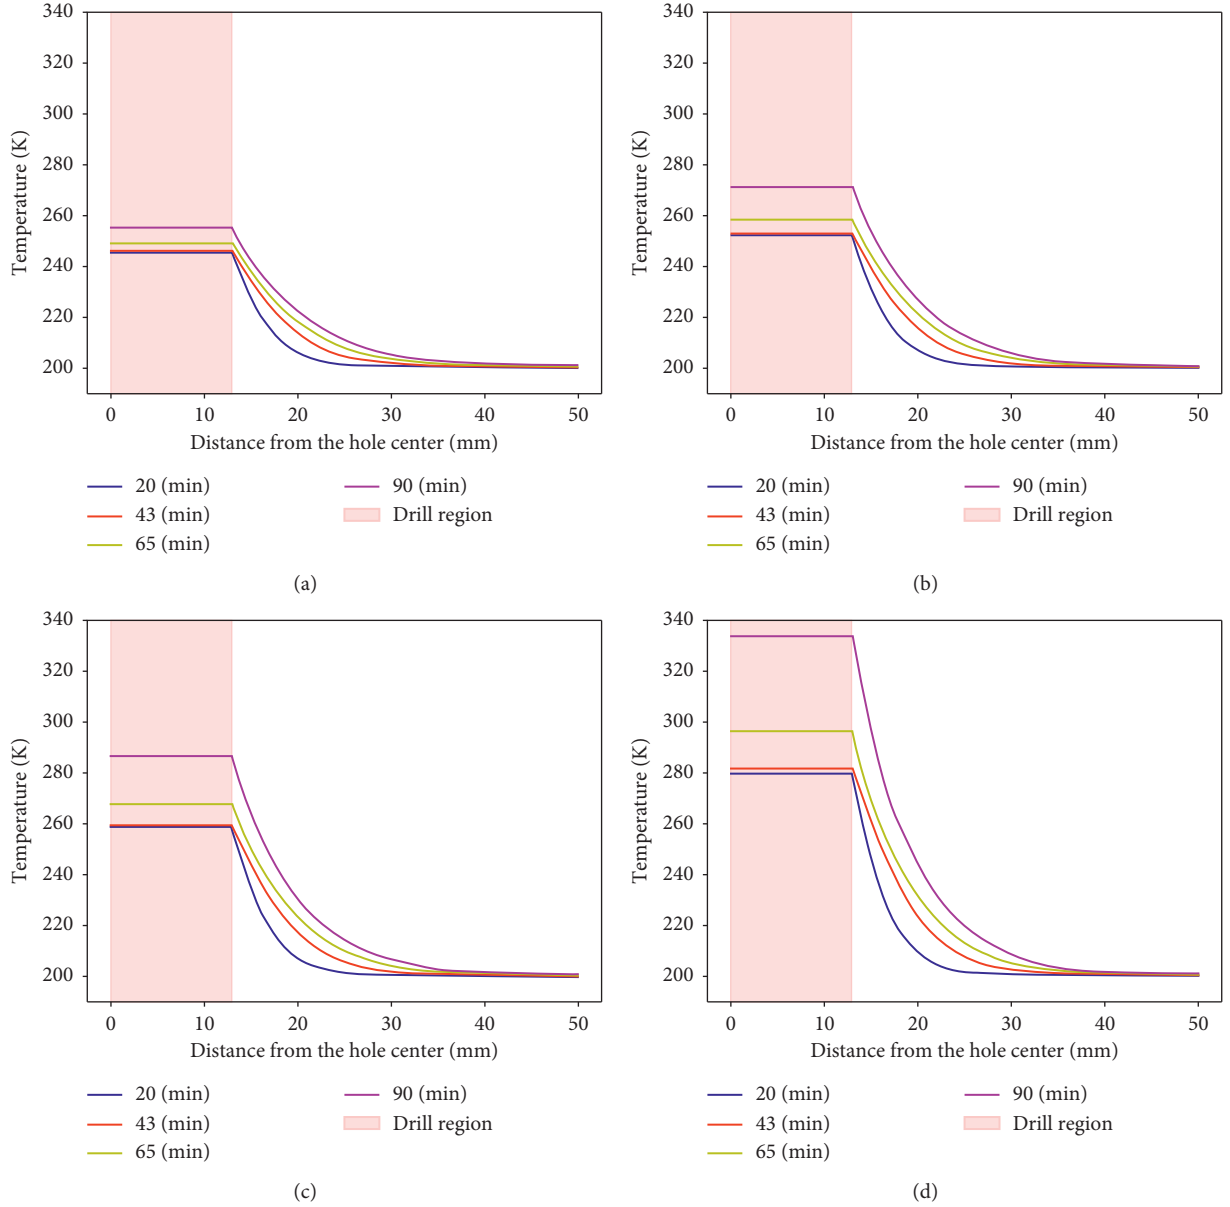 340
320
300
280
260
240
220
200
Temperature (K)
0 10 20 30 40 50
Distance from the hole center (mm)
20 (min) 90 (min)
43 (min) Drill region
65 (min)
(a)
340
320
300
280
260
240
220
200
Temperature (K)
0 10 20 30 40 50
Distance from the hole center (mm)
20 (min) 90 (min)
43 (min) Drill region
65 (min)
(b)
340
320
300
280
260
240
220
200
Temperature (K)
0 10 20 30 40 50
Distance from the hole center (mm)
20 (min) 90 (min)
43 (min) Drill region
65 (min)
(c)
340
320
300
280
260
240
220
200
Temperature (K)
0 10 20 30 40 50
Distance from the hole center (mm)
20 (min) 90 (min)
43 (min) Drill region
65 (min)
(d)